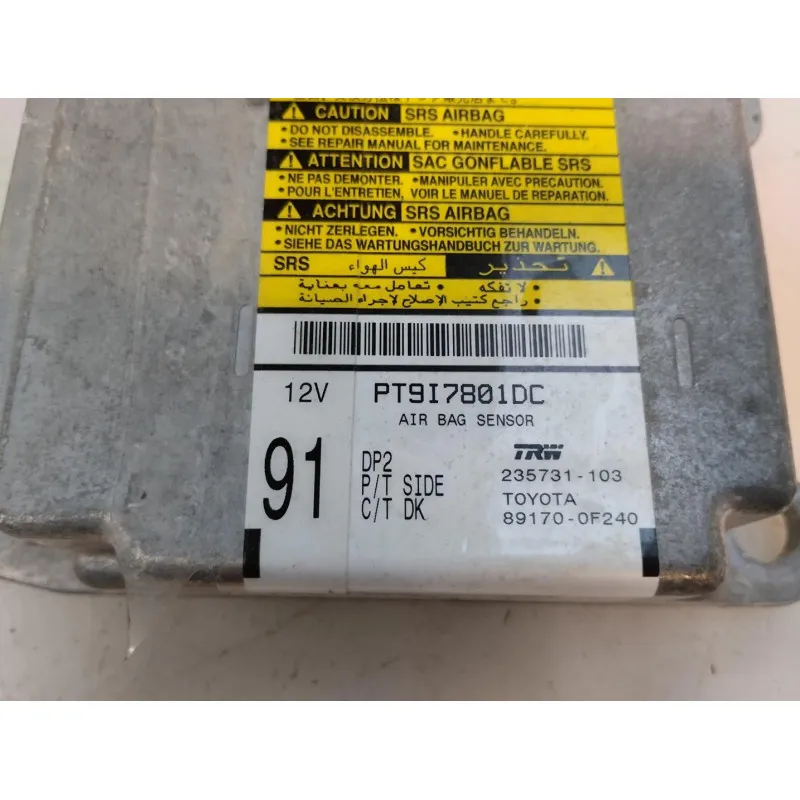 CAUTION SRS AIRBAG
•DO NOT DISASSEMBLE. •HANDLE CAREFULLY.
•SEE REPAIR MANUAL FOR MAINTENANCE.
ATTENTION SAC GONFLABLE SRS
•NE PAS DEMONTER. •MANIPULER AVEC PRECAUTION.
•POUR L'ENTRETIEN, VOIR LE MANUEL DE REPARATION.
ACHTUNG SRS AIRBAG
•NICHT ZERLEGEN. •VORSICHTIG BEHANDELN.
•SIEHE DAS WARTUNGSHANDBUCH ZUR WARTUNG.
تحذير كيس الهواء SRS
• لا تفكه • تعامل معه بعناية
• راجع كتيب الإصلاح لإجراء الصيانة
12V PT9I7801DC
AIR BAG SENSOR
91
DP2 TRW
P/T SIDE 235731-103
C/T DK TOYOTA
89170-0F240